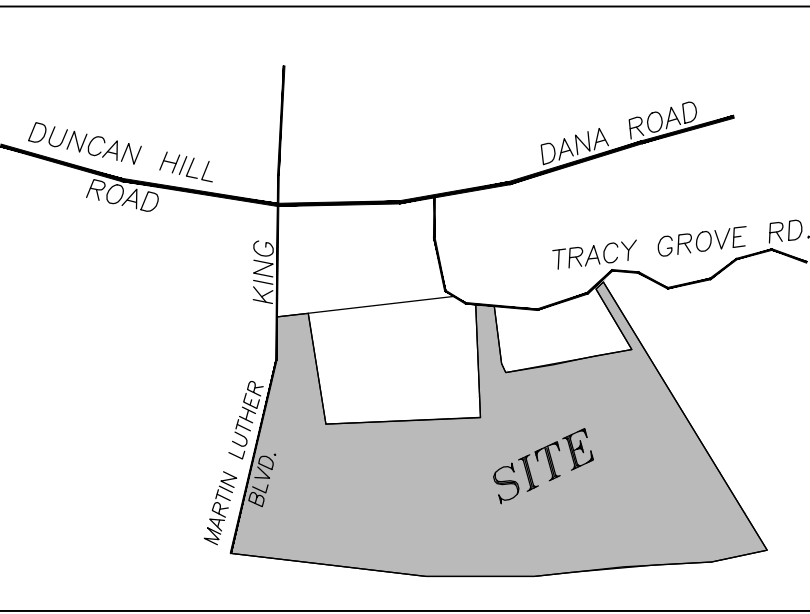 DUNCAN HILL
ROAD
DANA ROAD
TRACY GROVE RD.
KING
MARTIN LUTHER
BLVD.
SITE